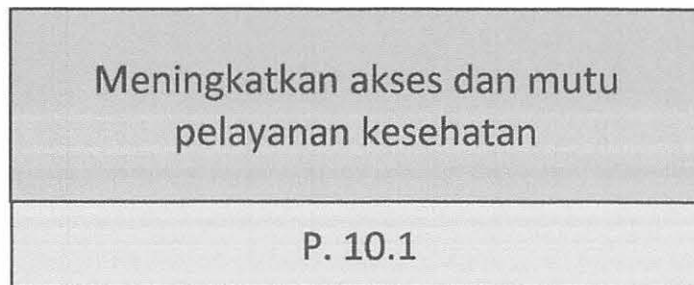 Meningkatkan akses dan mutu
pelayanan kesehatan
P. 10.1